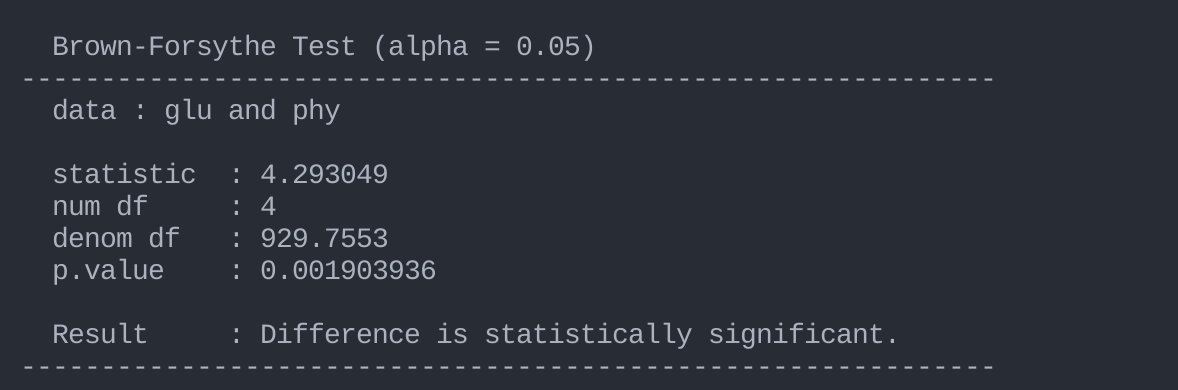 Brown-Forsythe Test (alpha = 0.05)
-------------------------------------------------------------
data : glu and phy
statistic  : 4.293049
num df     : 4
denom df   : 929.7553
p.value    : 0.001903936
Result     : Difference is statistically significant.
-------------------------------------------------------------